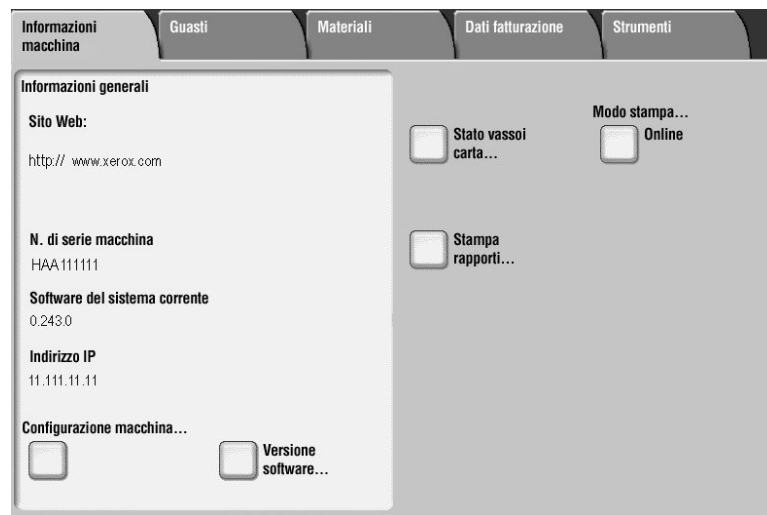 Informazioni
macchina
Guasti
Materiali
Dati fatturazione
Strumenti
Informazioni generali
Sito Web:
http:// www.xerox.com
N. di serie macchina
HAA111111
Software del sistema corrente
0.243.0
Indirizzo IP
11.111.11.11
Configurazione macchina...
Versione
software...
Stato vassoi
carta...
Modo stampa...
Online
Stampa
rapporti...